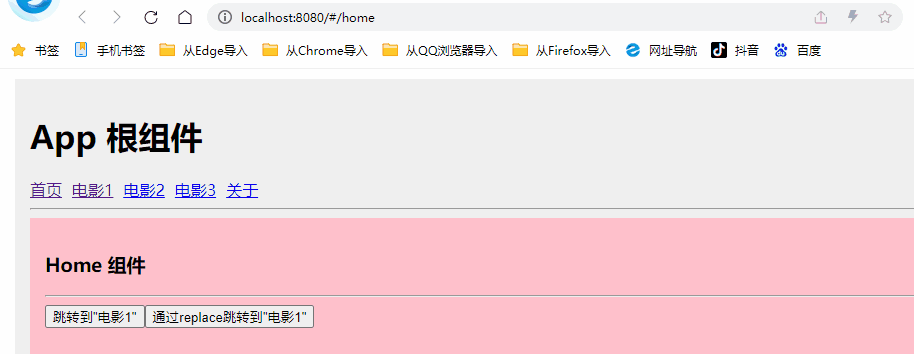 localhost:8080/#/home
书签 手机书签 从Edge导入 从Chrome导入 从QQ浏览器导入 从Firefox导入 网址导航 抖音 百度
App 根组件
首页 电影1 电影2 电影3 关于
Home 组件
跳转到"电影1" 通过replace跳转到"电影1"